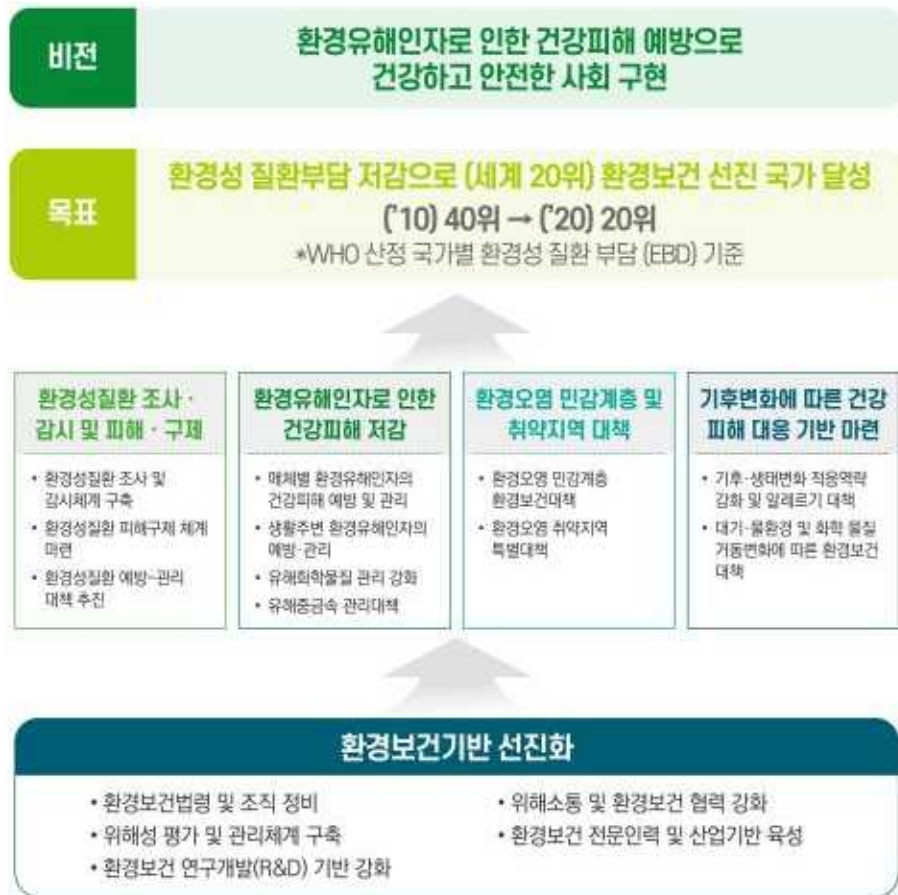 비전
환경유해인자로 인한 건강피해 예방으로
건강하고 안전한 사회 구현
목표
환경성 질환부담 저감으로 (세계 20위) 환경보건 선진 국가 달성
('10) 40위 → ('20) 20위
*WHO 산정 국가별 환경성 질환 부담 (EBD) 기준
환경성질환 조사 ·
감시 및 피해 · 구제
• 환경성질환 조사 및
감시체계 구축
• 환경성질환 피해구제 체계
마련
• 환경성질환 예방-관리
대책 추진
환경유해인자로 인한
건강피해 저감
• 매체별 환경유해인자의
건강피해 예방 및 관리
• 생활주변 환경유해인자의
예방·관리
• 유해화학물질 관리 강화
• 유해중금속 관리대책
환경오염 민감계층 및
취약지역 대책
• 환경오염 민감계층
환경보건대책
• 환경오염 취약지역
특별대책
기후변화에 따른 건강
피해 대응 기반 마련
• 기후·생태변화 적응역략
강화 및 알레르기 대책
• 대기·물환경 및 화학 물질
거동변화에 따른 환경보건
대책
환경보건기반 선진화
• 환경보건법령 및 조직 정비
• 위해성 평가 및 관리체계 구축
• 환경보건 연구개발(R&D) 기반 강화
• 위해소통 및 환경보건 협력 강화
• 환경보건 전문인력 및 산업기반 육성